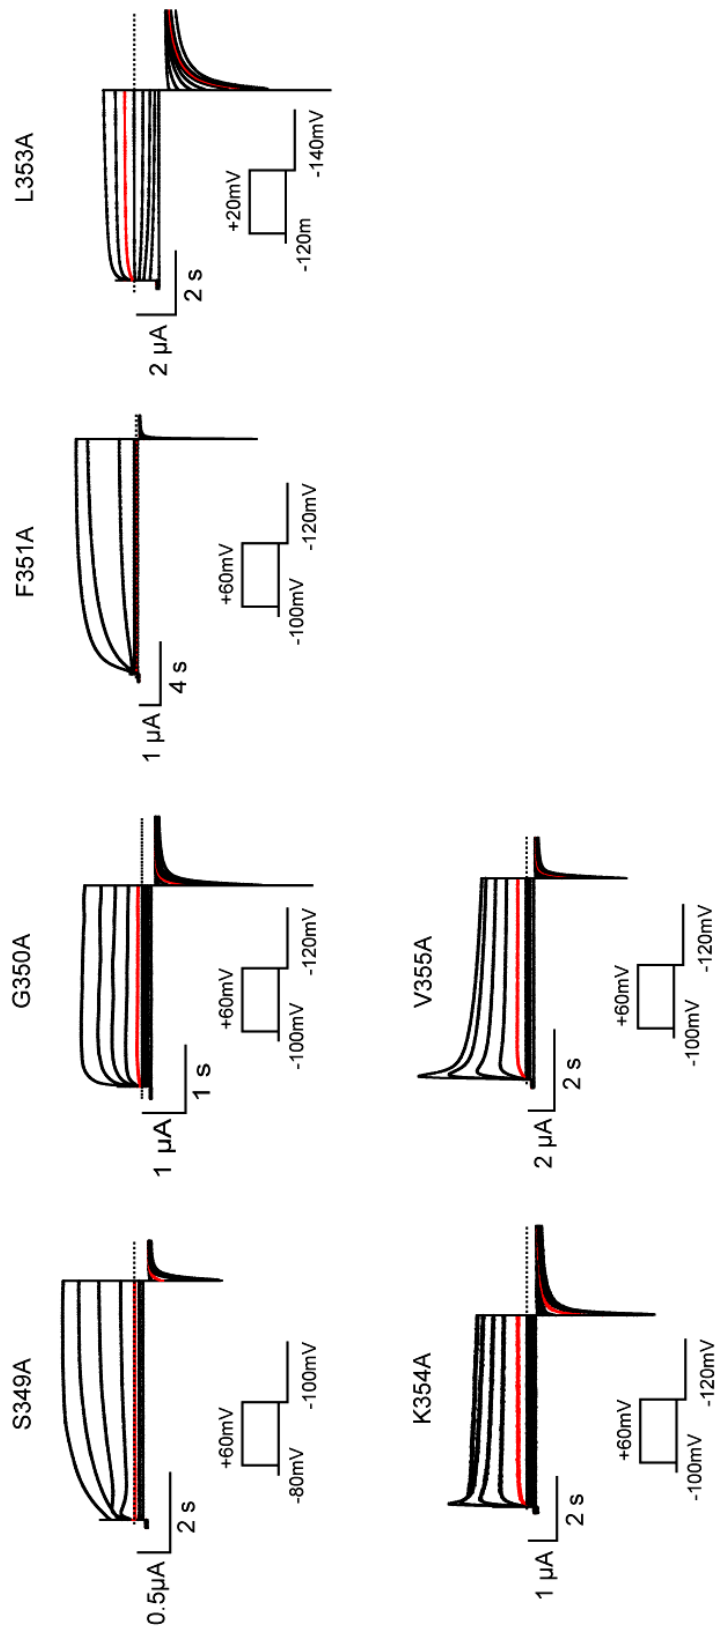 S349A
0.5µA
2 s
+60mV
-80mV
-100mV
G350A
1 µA
1 s
+60mV
-100mV
-120mV
F351A
1 µA
4 s
+60mV
-100mV
-120mV
L353A
2 µA
2 s
+20mV
-120m
-140mV
K354A
1 µA
2 s
+60mV
-100mV
-120mV
V355A
2 µA
2 s
+60mV
-100mV
-120mV